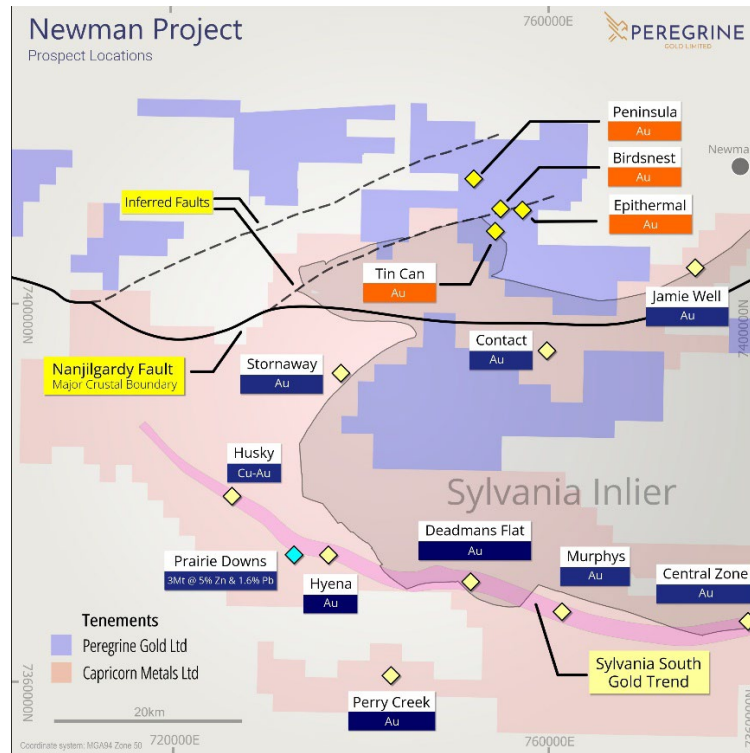 Newman Project
Prospect Locations
760000E
PEREGRINE
GOLD LIMITED
Peninsula
Au
Birdsnest
Au
Newma
Inferred Faults
Epithermal
Au
Tin Can
Au
Jamie Well
Au
7400000N
7400000N
Contact
Au
Nanjilgardy Fault
Major Crustal Boundary
Stornaway
Au
Husky
Cu-Au
Sylvania Inlier
Deadmans Flat
Au
Prairie Downs
3Mt @ 5% Zn & 1.6% Pb
Hyena
Au
Murphys
Au
Central Zone
Au
Tenements
Peregrine Gold Ltd
Capricorn Metals Ltd
Sylvania South
Gold Trend
7360000N
Perry Creek
Au
20km
Coordinate system: MGA94 Zone 50
720000E
760000E